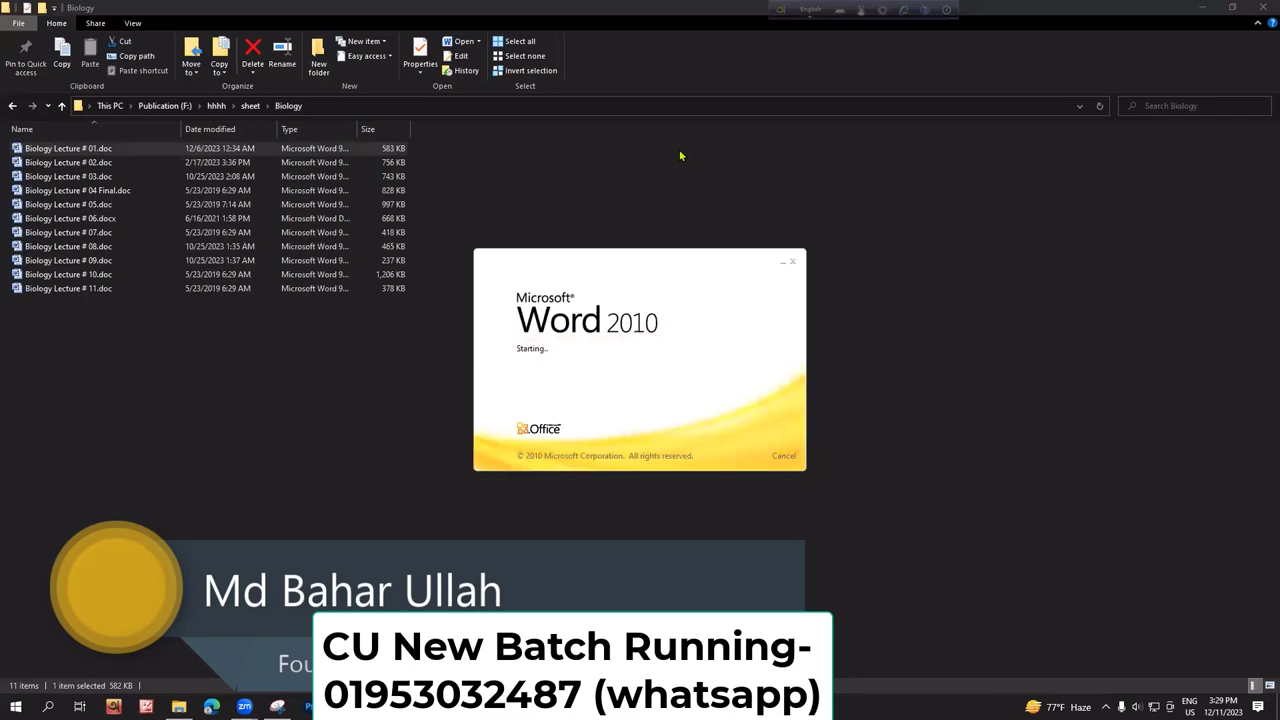 Biology
English
File Home Share View
Pin to Quick access
Copy
Paste
Cut
Copy path
Paste shortcut
Clipboard
Move to
Copy to
Delete
Rename
Organize
New folder
New item
Easy access
New
Properties
Open
Edit
History
Open
Select all
Select none
Invert selection
Select
This PC > Publication (F:) > hhhh > sheet > Biology
Search Biology
Name Date modified Type Size
Biology Lecture # 01.doc 12/6/2023 12:34 AM Microsoft Word 9... 583 KB
Biology Lecture # 02.doc 2/17/2023 3:36 PM Microsoft Word 9... 756 KB
Biology Lecture # 03.doc 10/25/2023 2:08 AM Microsoft Word 9... 743 KB
Biology Lecture # 04 Final.doc 5/23/2019 6:29 AM Microsoft Word 9... 828 KB
Biology Lecture # 05.doc 5/23/2019 7:14 AM Microsoft Word 9... 997 KB
Biology Lecture # 06.docx 6/16/2021 1:58 PM Microsoft Word D... 668 KB
Biology Lecture # 07.doc 5/23/2019 6:29 AM Microsoft Word 9... 418 KB
Biology Lecture # 08.doc 10/25/2023 1:35 AM Microsoft Word 9... 465 KB
Biology Lecture # 09.doc 10/25/2023 1:37 AM Microsoft Word 9... 237 KB
Biology Lecture # 10.doc 5/23/2019 6:29 AM Microsoft Word 9... 1,206 KB
Biology Lecture # 11.doc 5/23/2019 6:29 AM Microsoft Word 9... 378 KB
Microsoft®
Word 2010
Starting..
Microsoft Office
© 2010 Microsoft Corporation. All rights reserved. Cancel
Md Bahar Ullah
Fou
CU New Batch Running-
01953032487 (whatsapp)
11 items 1 item selected 582 KB
zm
77°F Haze
ENG
US
3:29 PM
12/11/2023